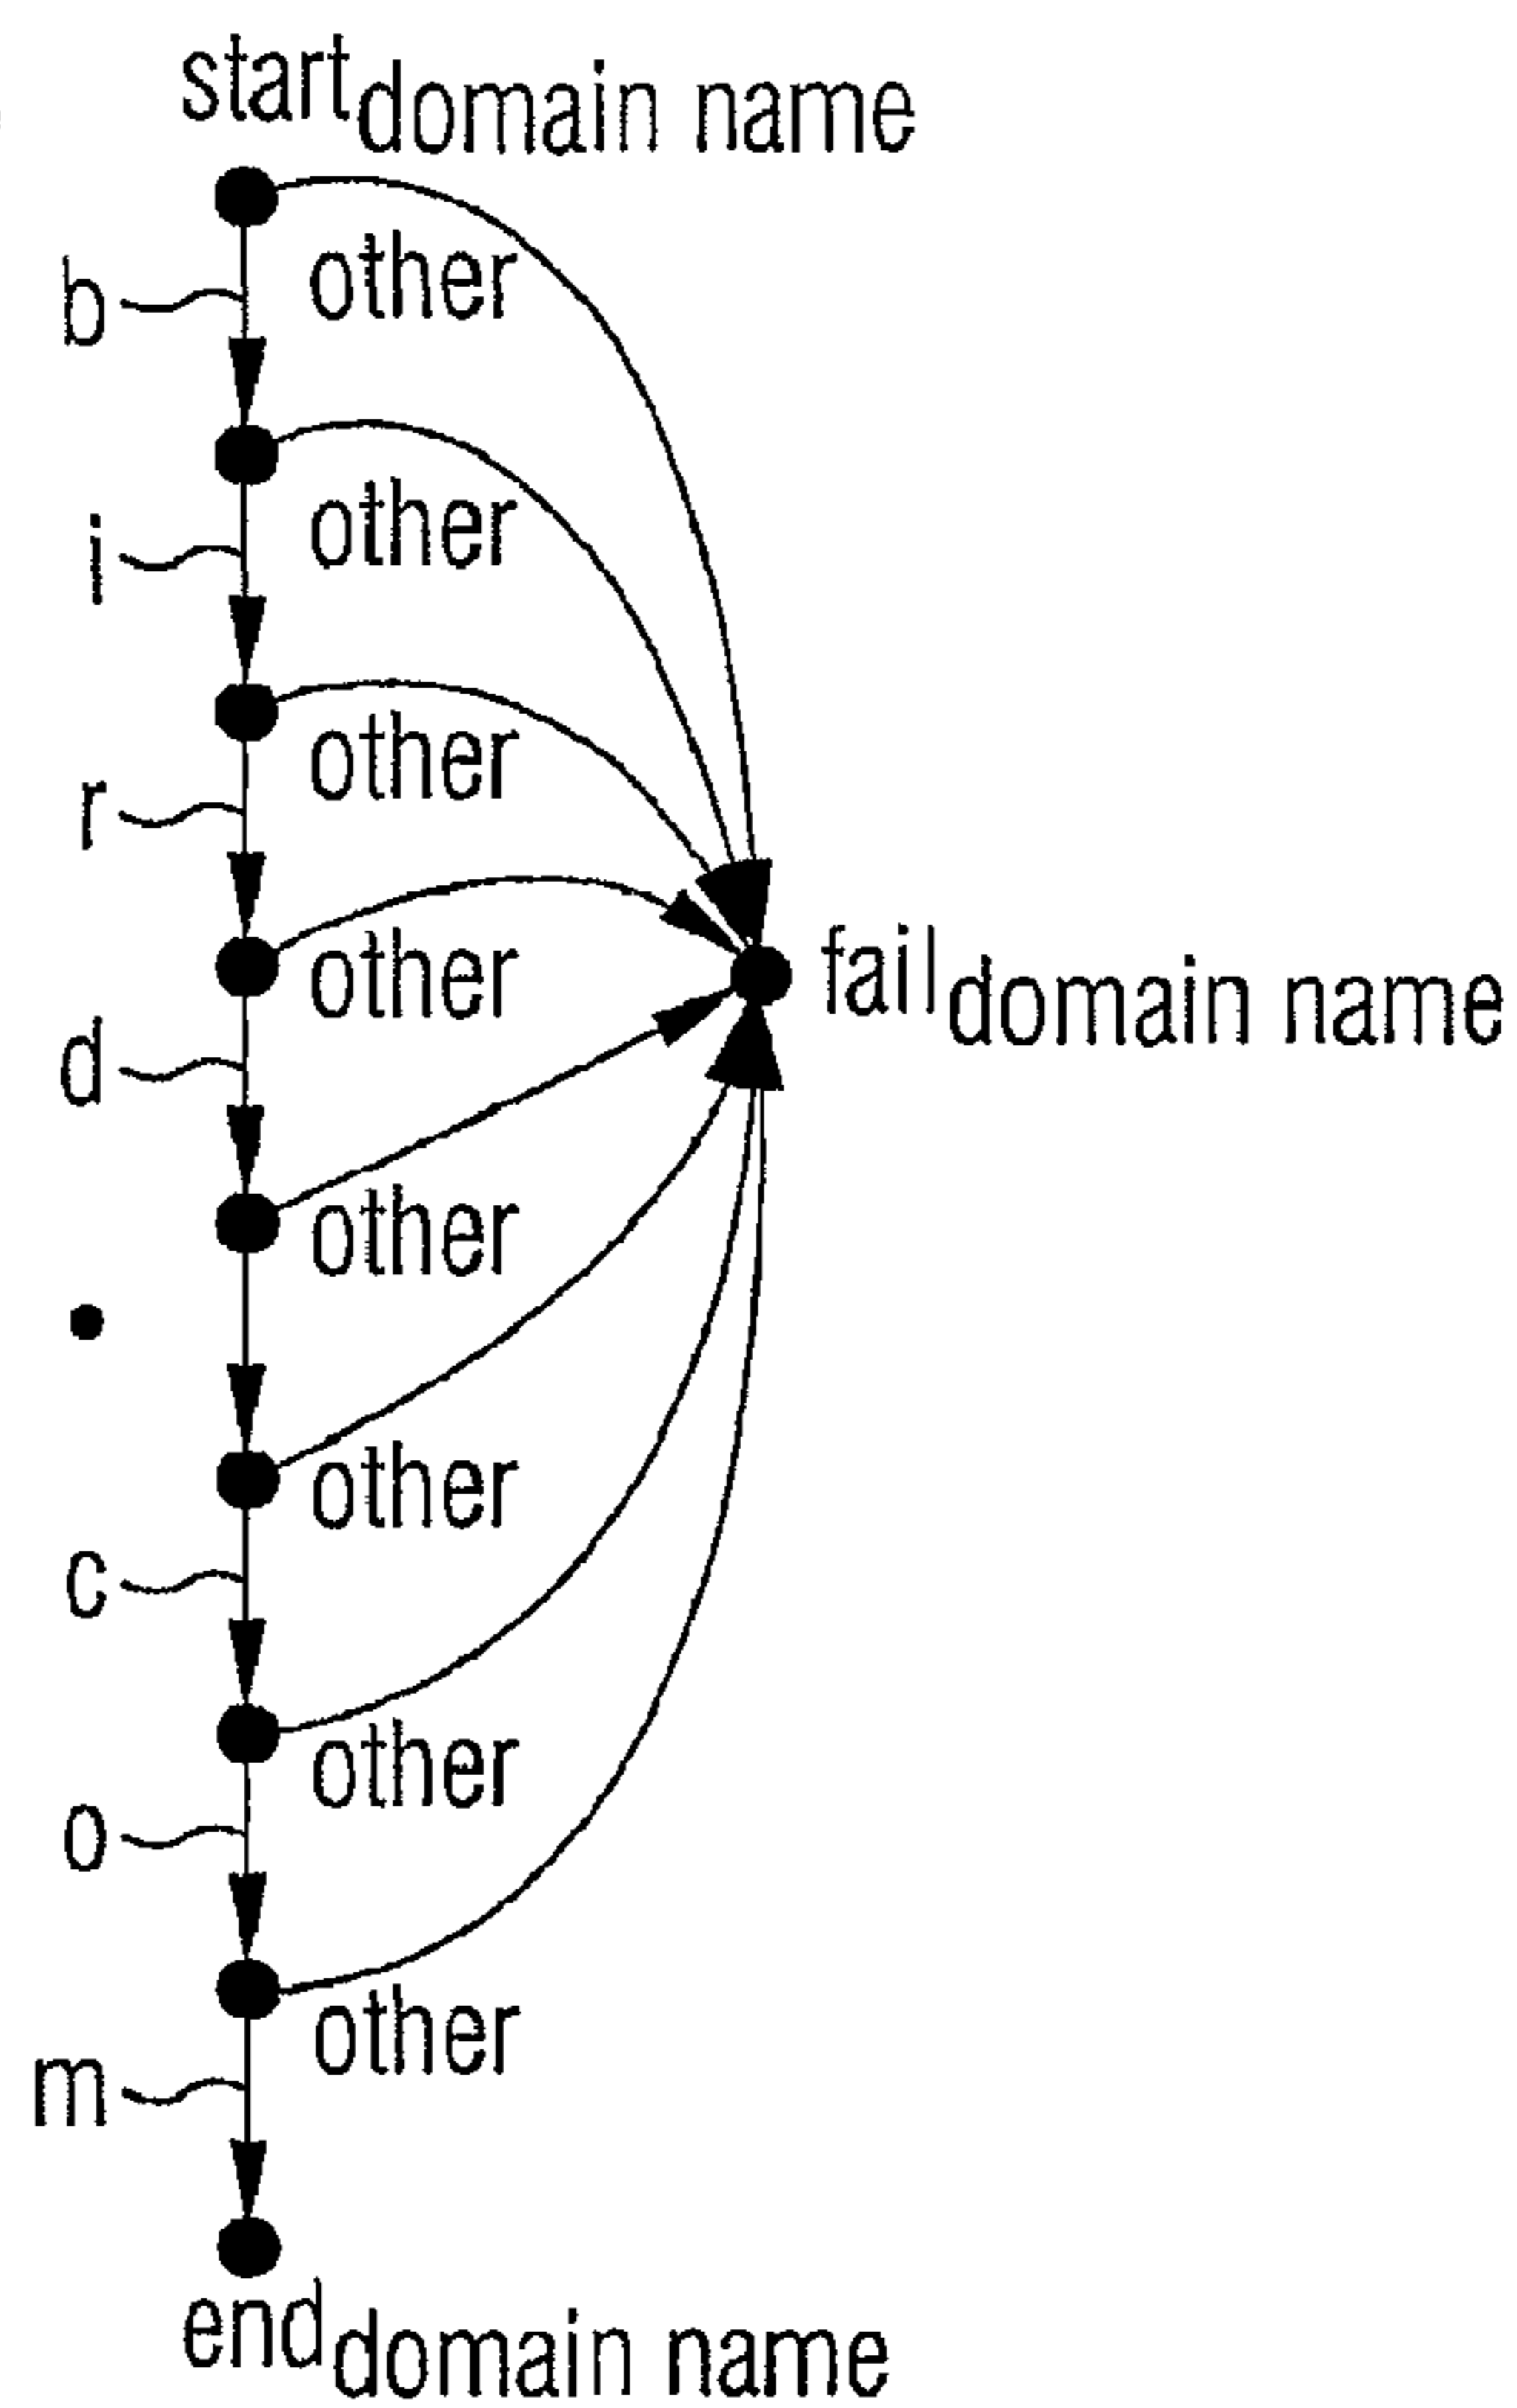 start domain name
other
b
other
i
other
r
other
fail domain name
d
other
•
other
c
other
o
other
m
end domain name